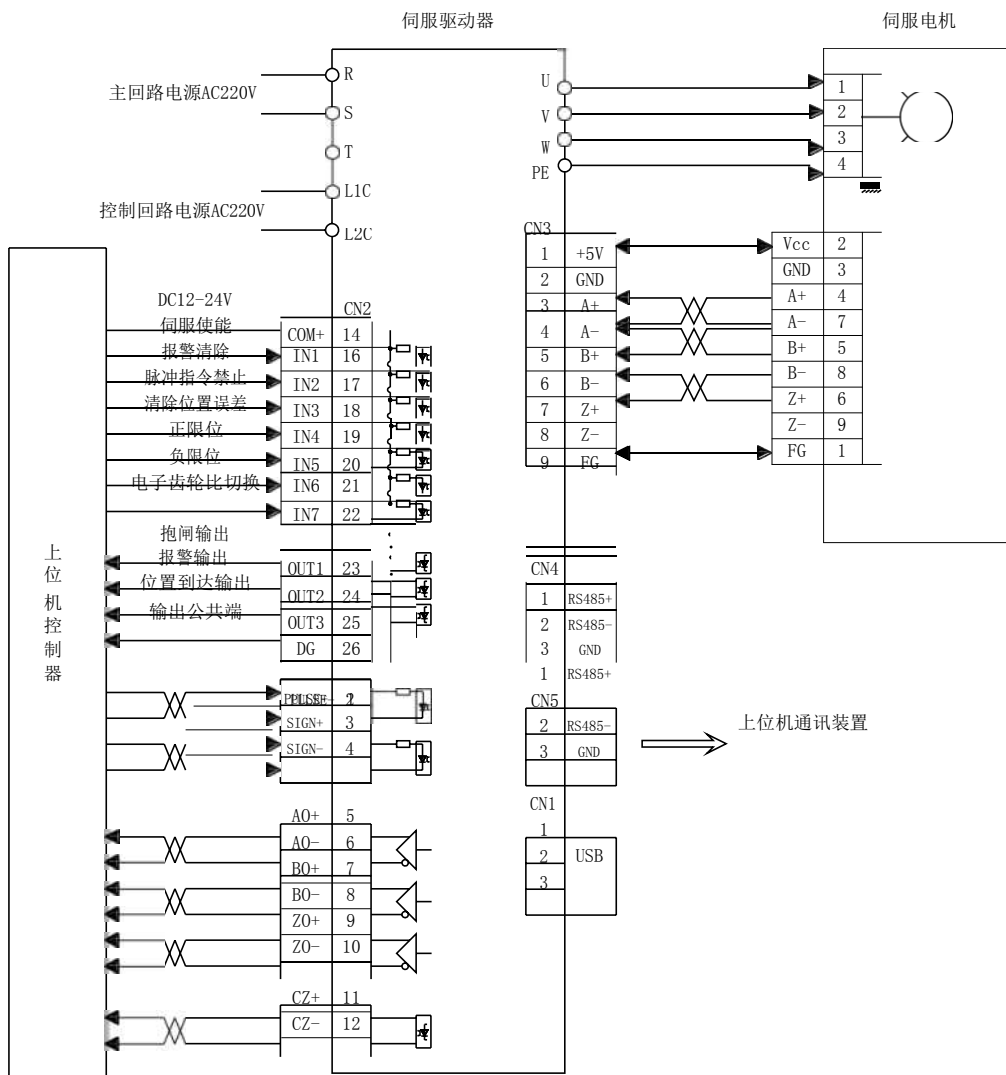 伺服驱动器
伺服电机
主回路电源AC220V
R
S
T
L1C
控制回路电源AC220V
L2C
U
V
W
PE
1
2
3
4
CN3
1 +5V
2 GND
3 A+
4 A-
5 B+
6 B-
7 Z+
8 Z-
9 FG
Vcc 2
GND 3
A+ 4
A- 7
B+ 5
B- 8
Z+ 6
Z- 9
FG 1
上位机控制器
DC12-24V
伺服使能
报警清除
脉冲指令禁止
清除位置误差
正限位
负限位
电子齿轮比切换
CN2
COM+ 14
IN1 16
IN2 17
IN3 18
IN4 19
IN5 20
IN6 21
IN7 22
抱闸输出
报警输出
位置到达输出
输出公共端
OUT1 23
OUT2 24
OUT3 25
DG 26
SIGN+ 3
SIGN- 4
AO+ 5
AO- 6
BO+ 7
BO- 8
ZO+ 9
ZO- 10
CZ+ 11
CZ- 12
CN4
1 RS485+
2 RS485-
3 GND
1 RS485+
CN5
2 RS485-
3 GND
上位机通讯装置
CN1
1
2 USB
3